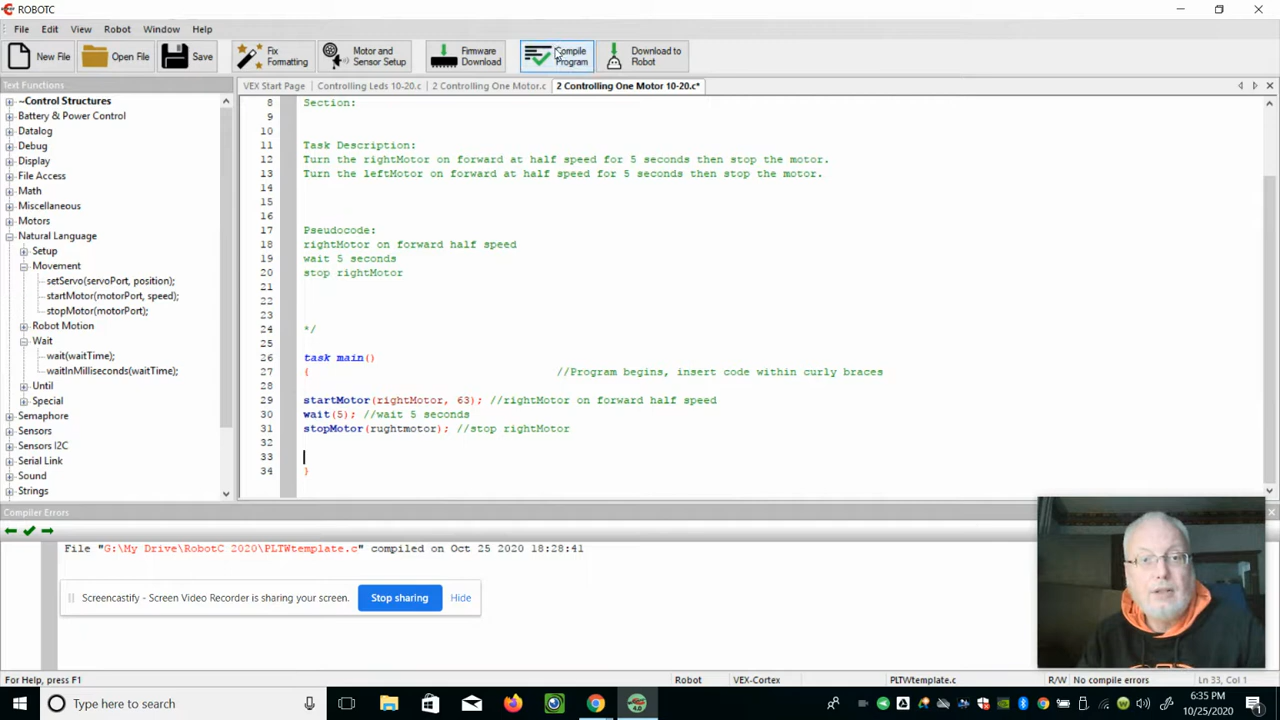 ROBOTC
File Edit View Robot Window Help
New File Open File Save Fix Formatting Motor and Sensor Setup Firmware Download Compile Program Download to Robot
Text Functions
VEX Start Page Controlling Leds 10-20.c 2 Controlling One Motor.c 2 Controlling One Motor 10-20.c*
~Control Structures
Battery & Power Control
Datalog
Debug
Display
File Access
Math
Miscellaneous
Motors
Natural Language
Setup
Movement
setServo(servoPort, position);
startMotor(motorPort, speed);
stopMotor(motorPort);
Robot Motion
Wait
wait(waitTime);
waitInMilliseconds(waitTime);
Until
Special
Semaphore
Sensors
Sensors I2C
Serial Link
Sound
Strings
8 Section:
9
10
11 Task Description:
12 Turn the rightMotor on forward at half speed for 5 seconds then stop the motor.
13 Turn the leftMotor on forward at half speed for 5 seconds then stop the motor.
14
15
16
17 Pseudocode:
18 rightMotor on forward half speed
19 wait 5 seconds
20 stop rightMotor
21
22
23
24 */
25
26 task main()
27 { //Program begins, insert code within curly braces
28
29 startMotor(rightMotor, 63); //rightMotor on forward half speed
30 wait(5); //wait 5 seconds
31 stopMotor(rughtmotor); //stop rightMotor
32
33
34 }
Compiler Errors
File "G:\My Drive\RobotC 2020\PLTWtemplate.c" compiled on Oct 25 2020 18:28:41
Screencastify - Screen Video Recorder is sharing your screen. Stop sharing Hide
For Help, press F1 Robot VEX-Cortex PLTWtemplate.c R/W No compile errors Ln 33, Col 1
Type here to search
6:35 PM
10/25/2020